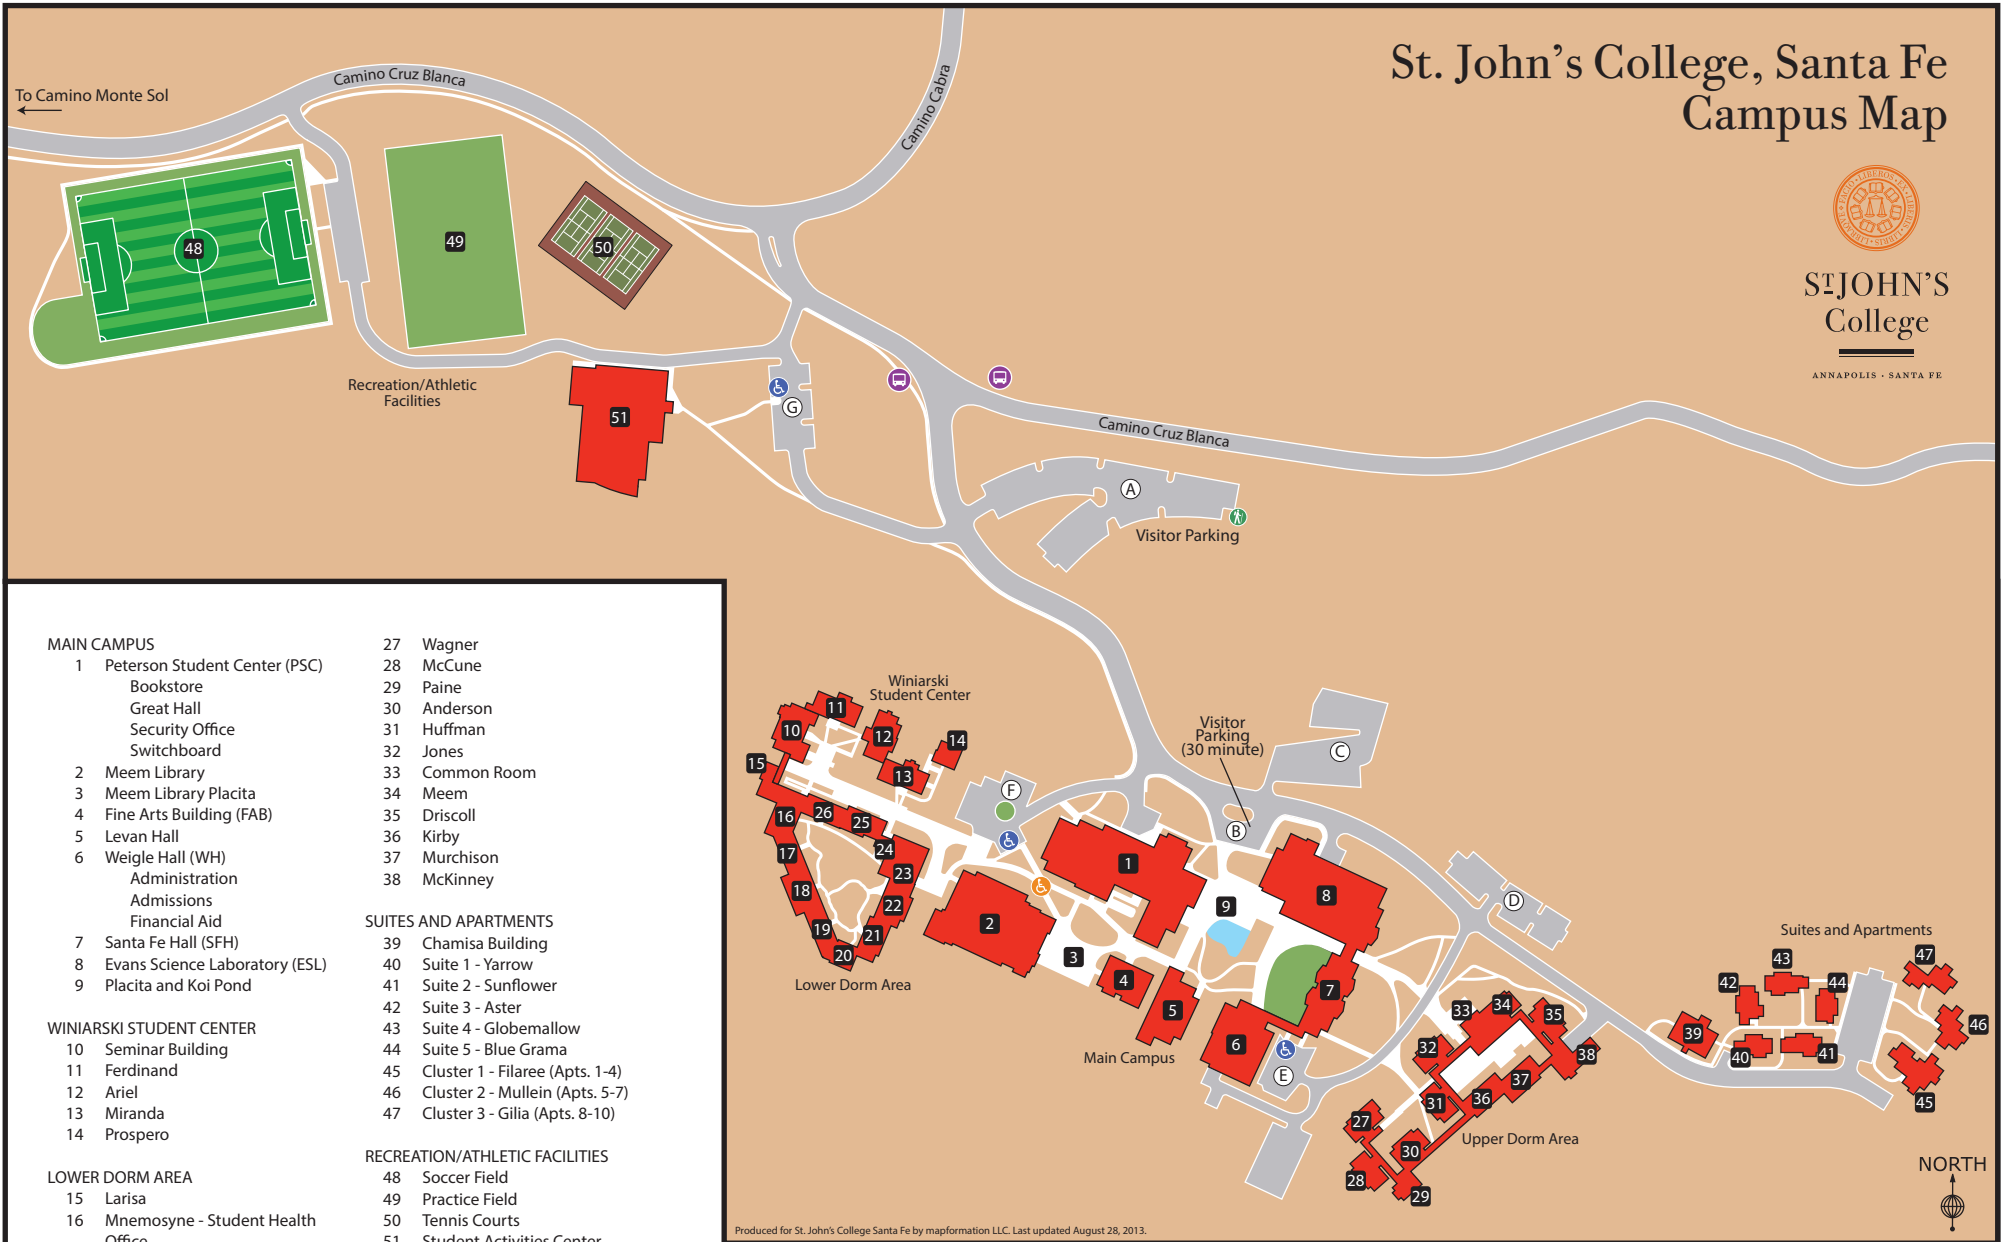 St. John's College, Santa Fe
Campus Map
FACIO LIBEROS EX LIBERIS LIBRIS LIBRAQUE
ST JOHN'S
College
ANNAPOLIS • SANTA FE
To Camino Monte Sol
Camino Cruz Blanca
Camino Cabra
48
49
50
Recreation/Athletic
Facilities
51
G
Camino Cruz Blanca
A
Visitor Parking
Winiarski
Student Center
11
10
12
14
13
15
Visitor
Parking
(30 minute)
C
F
B
26
25
16
17
24
23
18
22
19
21
20
Lower Dorm Area
1
2
3
4
5
6
7
8
9
D
E
Main Campus
Suites and Apartments
47
43
42
44
46
39
40
41
45
33
34
35
32
38
37
36
31
27
30
28
29
Upper Dorm Area
NORTH
MAIN CAMPUS
1 Peterson Student Center (PSC)
Bookstore
Great Hall
Security Office
Switchboard
2 Meem Library
3 Meem Library Placita
4 Fine Arts Building (FAB)
5 Levan Hall
6 Weigle Hall (WH)
Administration
Admissions
Financial Aid
7 Santa Fe Hall (SFH)
8 Evans Science Laboratory (ESL)
9 Placita and Koi Pond
WINIARSKI STUDENT CENTER
10 Seminar Building
11 Ferdinand
12 Ariel
13 Miranda
14 Prospero
LOWER DORM AREA
15 Larisa
16 Mnemosyne - Student Health
Office
27 Wagner
28 McCune
29 Paine
30 Anderson
31 Huffman
32 Jones
33 Common Room
34 Meem
35 Driscoll
36 Kirby
37 Murchison
38 McKinney
SUITES AND APARTMENTS
39 Chamisa Building
40 Suite 1 - Yarrow
41 Suite 2 - Sunflower
42 Suite 3 - Aster
43 Suite 4 - Globemallow
44 Suite 5 - Blue Grama
45 Cluster 1 - Filaree (Apts. 1-4)
46 Cluster 2 - Mullein (Apts. 5-7)
47 Cluster 3 - Gilia (Apts. 8-10)
RECREATION/ATHLETIC FACILITIES
48 Soccer Field
49 Practice Field
50 Tennis Courts
51 Student Activities Center
Produced for St. John's College Santa Fe by mapformation LLC. Last updated August 28, 2013.